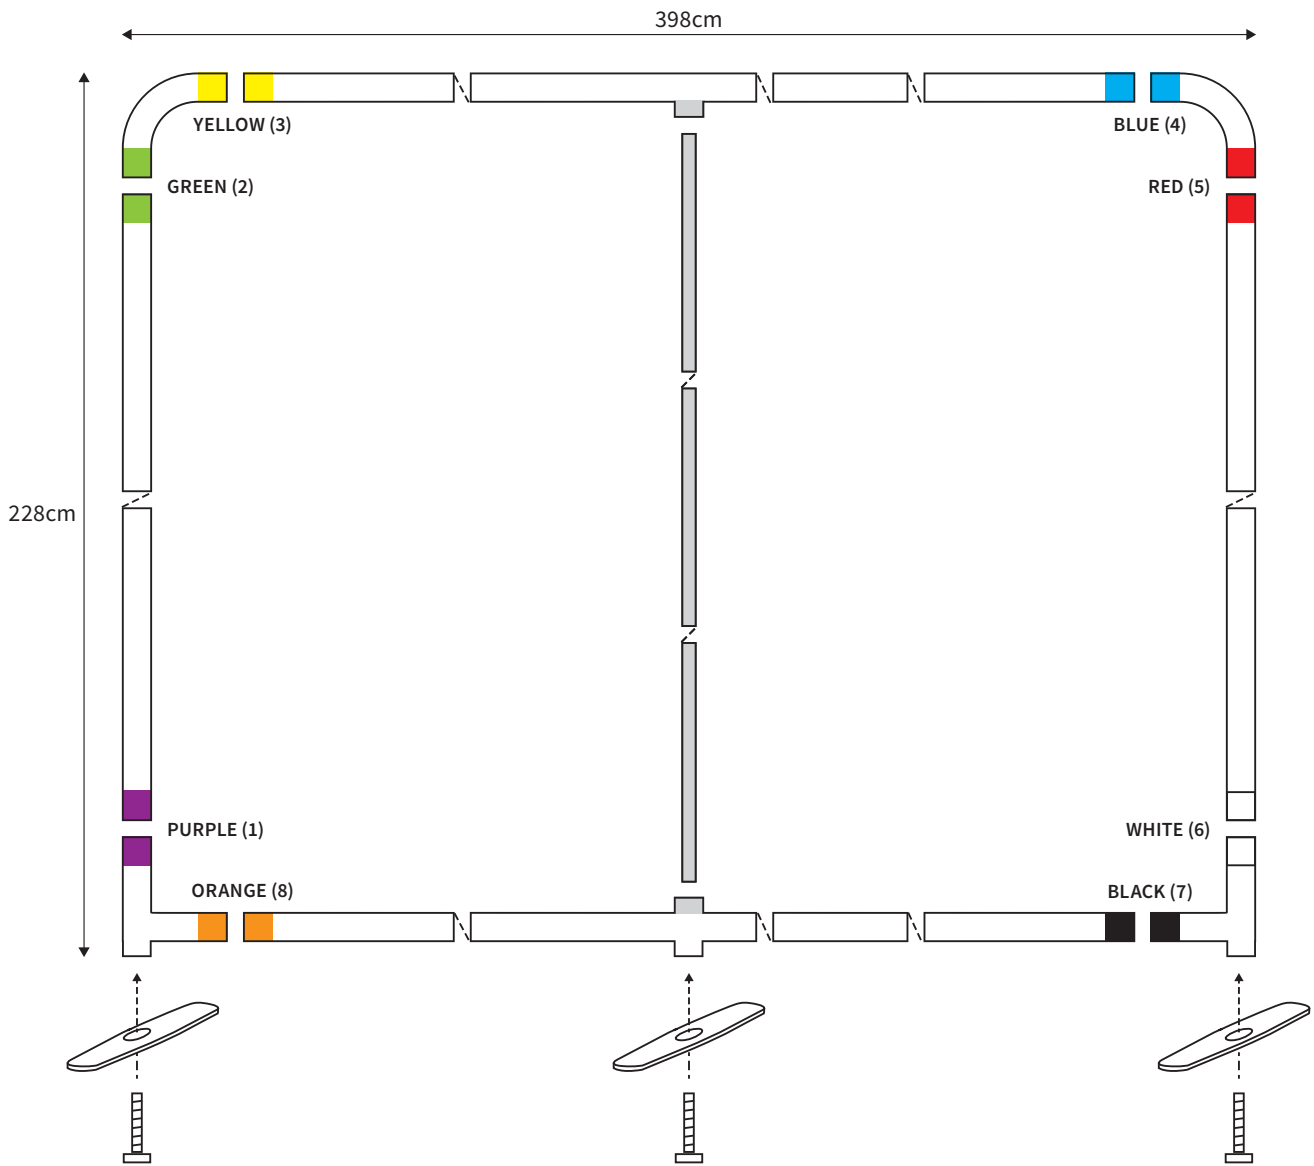 398cm
YELLOW (3)
BLUE (4)
GREEN (2)
RED (5)
228cm
PURPLE (1)
WHITE (6)
ORANGE (8)
BLACK (7)